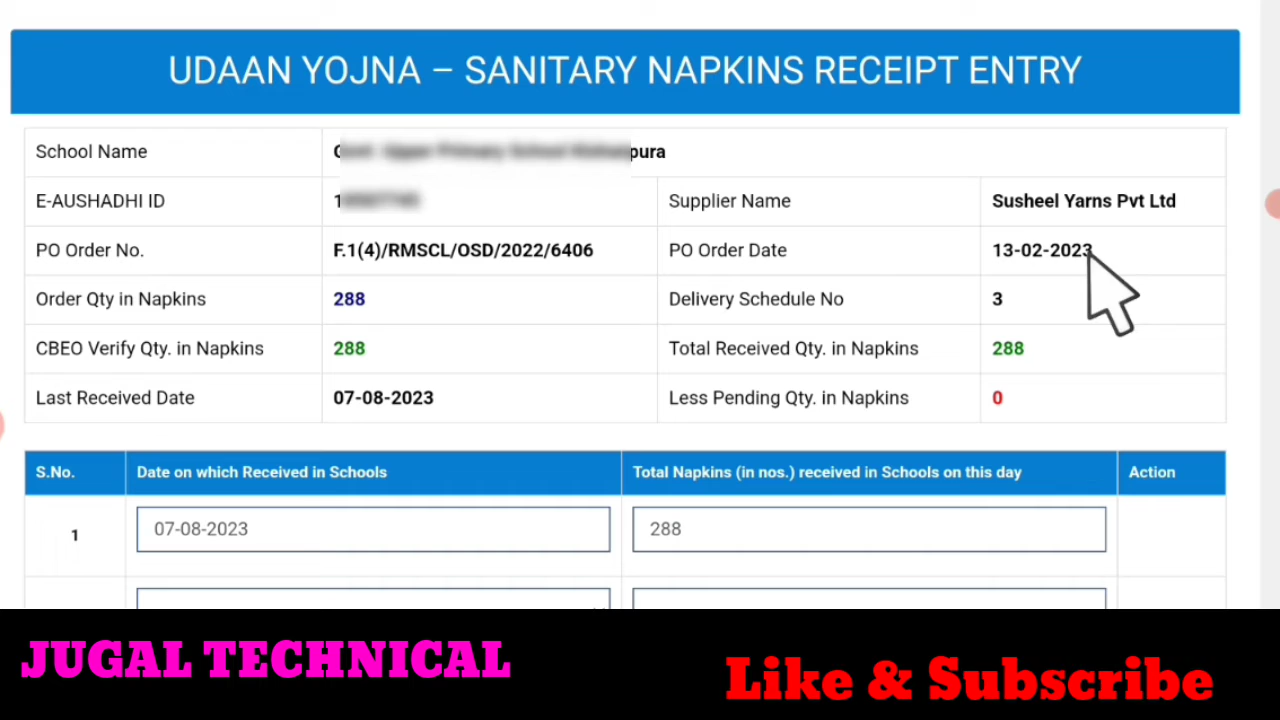 UDAAN YOJNA – SANITARY NAPKINS RECEIPT ENTRY
School Name pura
E-AUSHADHI ID Supplier Name Susheel Yarns Pvt Ltd
PO Order No. F.1(4)/RMSCL/OSD/2022/6406 PO Order Date 13-02-2023
Order Qty in Napkins 288 Delivery Schedule No 3
CBEO Verify Qty. in Napkins 288 Total Received Qty. in Napkins 288
Last Received Date 07-08-2023 Less Pending Qty. in Napkins 0
S.No. Date on which Received in Schools Total Napkins (in nos.) received in Schools on this day Action
1 07-08-2023 288
JUGAL TECHNICAL
Like & Subscribe